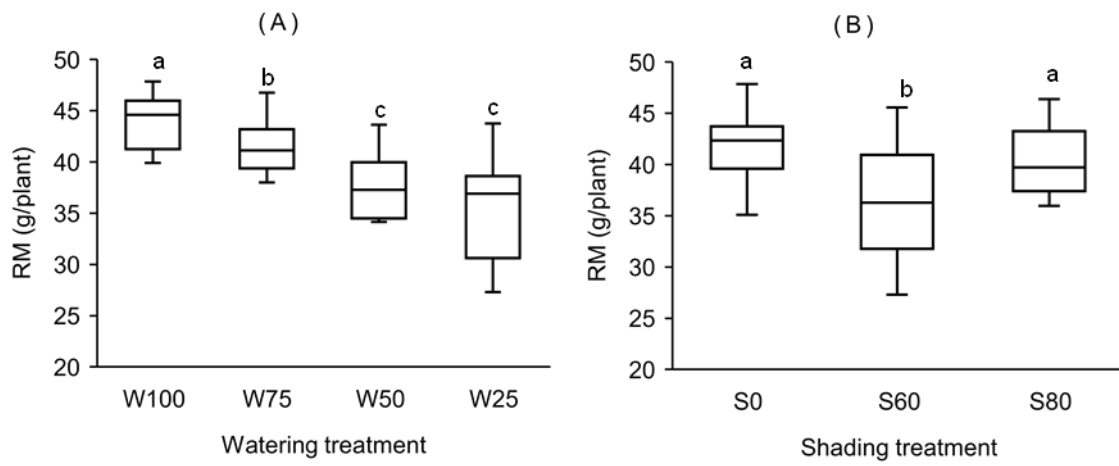 (A)
RM (g/plant)
50
45
40
35
30
25
20
a
b
c
c
W100 W75 W50 W25
Watering treatment
(B)
RM (g/plant)
50
45
40
35
30
25
20
a
b
a
S0 S60 S80
Shading treatment